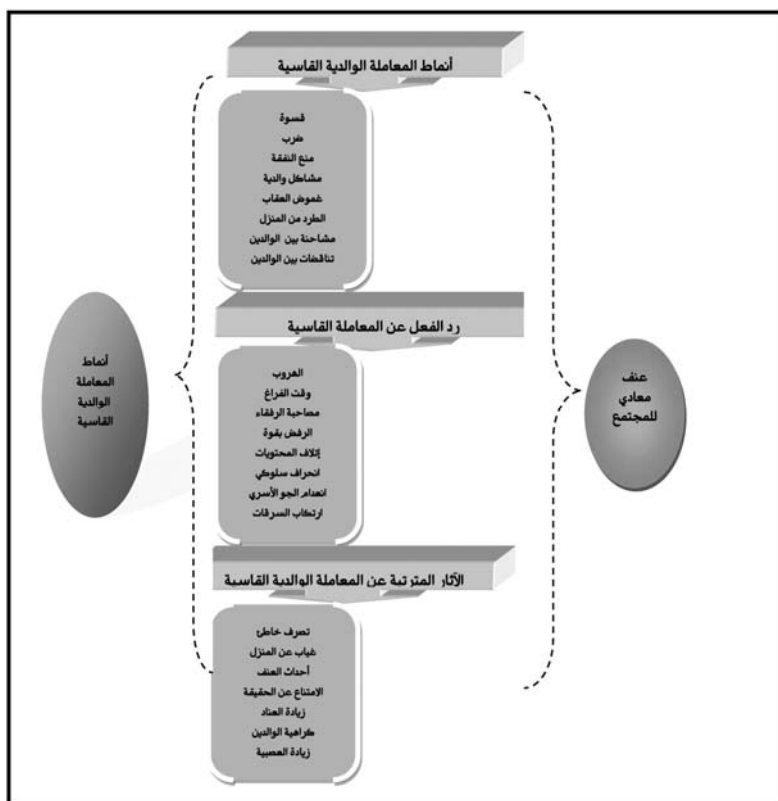 أنماط المعاملة الوالدية القاسية
قسوة
ضرب
منع النفقة
مشاكل والدية
غموض العقاب
الطرد من المنزل
مشاحنة بين الوالدين
تناقضات بين الوالدين
رد الفعل عن المعاملة القاسية
الهروب
وقت الفراغ
مصاحبة الرفقاء
الرفض بقوة
إتلاف المحتويات
انحراف سلوكي
انعدام الجو الأسري
ارتكاب السرقات
الآثار المترتبة عن المعاملة الوالدية القاسية
تصرف خاطئ
غياب عن المنزل
أحداث العنف
الامتناع عن الحقيقة
زيادة العناد
كراهية الوالدين
زيادة العصبية
عنف
معادي
للمجتمع
أنماط
المعاملة
الوالدية
القاسية